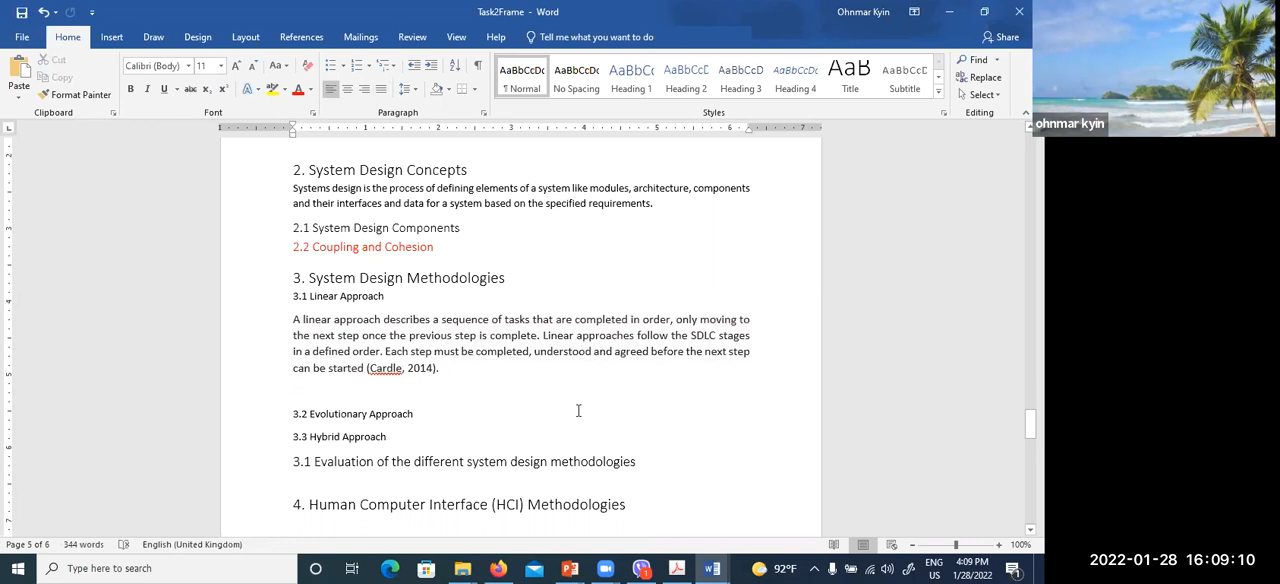 Task2Frame - Word
Ohnmar Kyin
File Home Insert Draw Design Layout References Mailings Review View Help Tell me what you want to do Share
Paste
Cut
Copy
Format Painter
Calibri (Body) 11
Clipboard
Font
Paragraph
AaBbCcDc AaBbCcDc AaBbCc AaBbCcD AaBbCcD AaBbCcDc AaB AaBbCcC
¶ Normal No Spacing Heading 1 Heading 2 Heading 3 Heading 4 Title Subtitle
Styles
Find
Replace
Select
Editing
ohnmar kyin
2. System Design Concepts
Systems design is the process of defining elements of a system like modules, architecture, components
and their interfaces and data for a system based on the specified requirements.
2.1 System Design Components
2.2 Coupling and Cohesion
3. System Design Methodologies
3.1 Linear Approach
A linear approach describes a sequence of tasks that are completed in order, only moving to
the next step once the previous step is complete. Linear approaches follow the SDLC stages
in a defined order. Each step must be completed, understood and agreed before the next step
can be started (Cardle, 2014).
3.2 Evolutionary Approach
3.3 Hybrid Approach
3.1 Evaluation of the different system design methodologies
4. Human Computer Interface (HCI) Methodologies
Page 5 of 6 344 words English (United Kingdom) 100%
Type here to search
92°F
ENG
US
4:09 PM
1/28/2022
2022-01-28 16:09:10